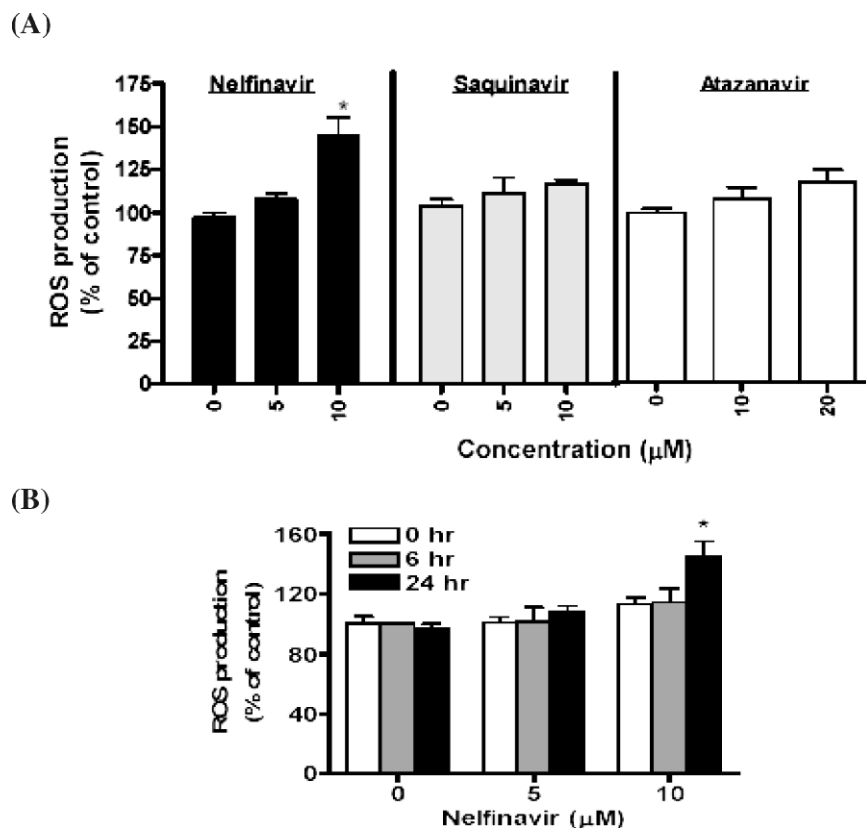 (A)
Nelfinavir Saquinavir Atazanavir
ROS production
(% of control)
175
150
125
100
75
50
25
0
*
0 5 10 0 5 10 0 10 20
Concentration (μM)
(B)
ROS production
(% of control)
160
120
80
40
0
0 hr
6 hr
24 hr
*
0 5 10
Nelfinavir (μM)